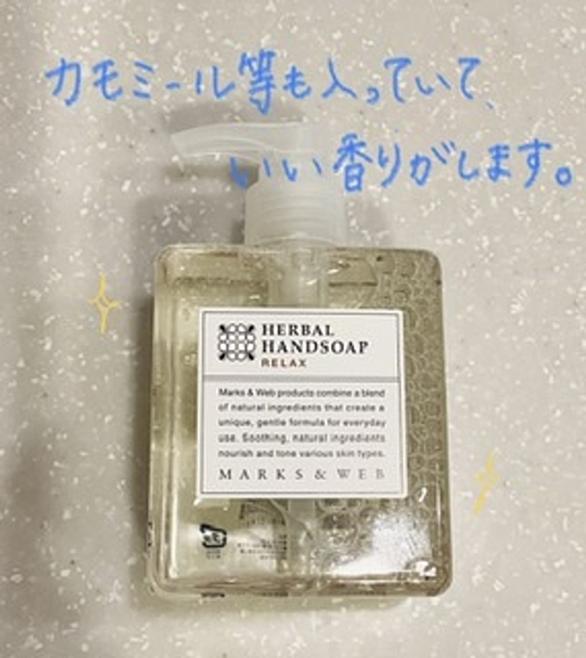 カモミール等も入っていて、
いい香りがします。
HERBAL
HANDSOAP
RELAX
Marks & Web products combine a blend
of natural ingredients that create a
unique, gentle formula for everyday
use. Soothing, natural ingredients
nourish and tone various skin types.
MARKS & WEB